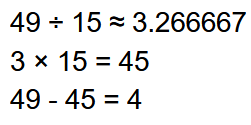 49 ÷ 15 ≈ 3.266667
3 × 15 = 45
49 - 45 = 4